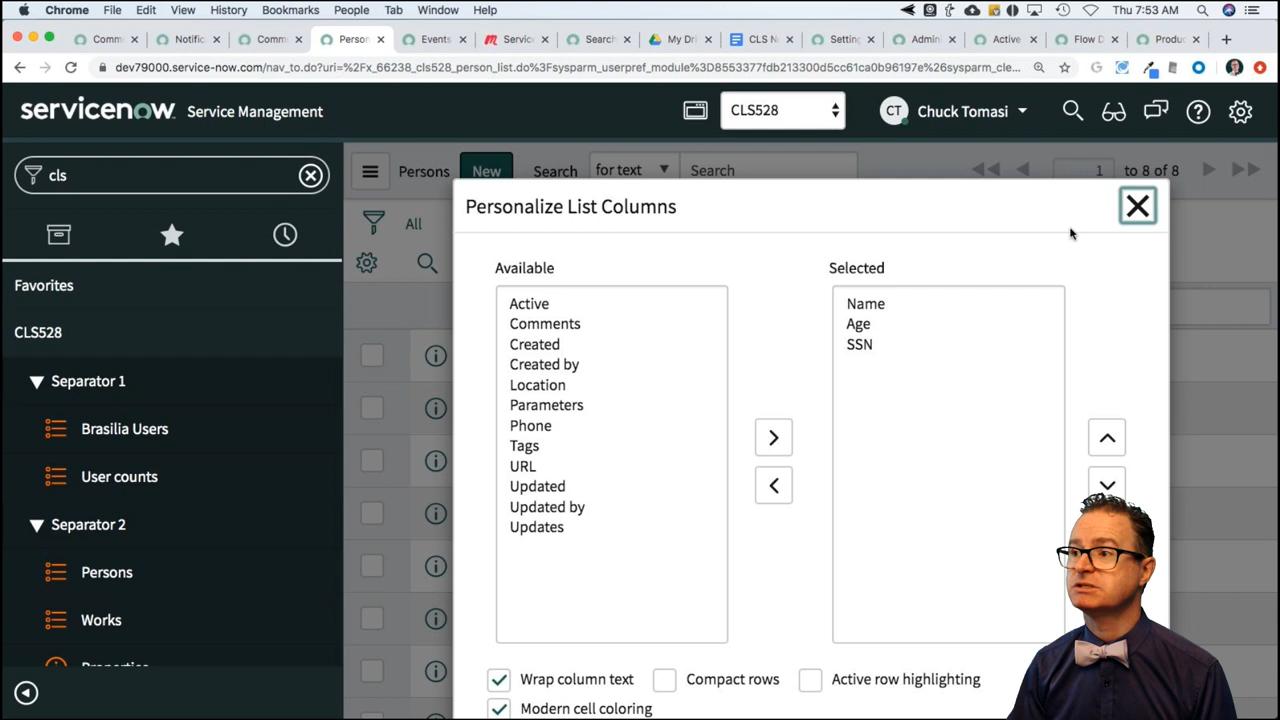 Chrome File Edit View History Bookmarks People Tab Window Help Thu 7:53 AM
Comm Notific Comm Person Events Servic Search My Dri CLS N Setting Admin Active Flow D Produc
dev79000.service-now.com/nav_to.do?uri=%2Fx_66238_cls528_person_list.do%3Fsysparm_userpref_module%3D8553377fdb213300d5cc61ca0b96197e%26sysparm_cle...
servicenow Service Management CLS528 CT Chuck Tomasi
cls
Favorites
CLS528
Separator 1
Brasilia Users
User counts
Separator 2
Persons
Works
Persons New Search for text Search 1 to 8 of 8
All
Personalize List Columns
Available
Active
Comments
Created
Created by
Location
Parameters
Phone
Tags
URL
Updated
Updated by
Updates
Selected
Name
Age
SSN
Wrap column text Compact rows Active row highlighting
Modern cell coloring